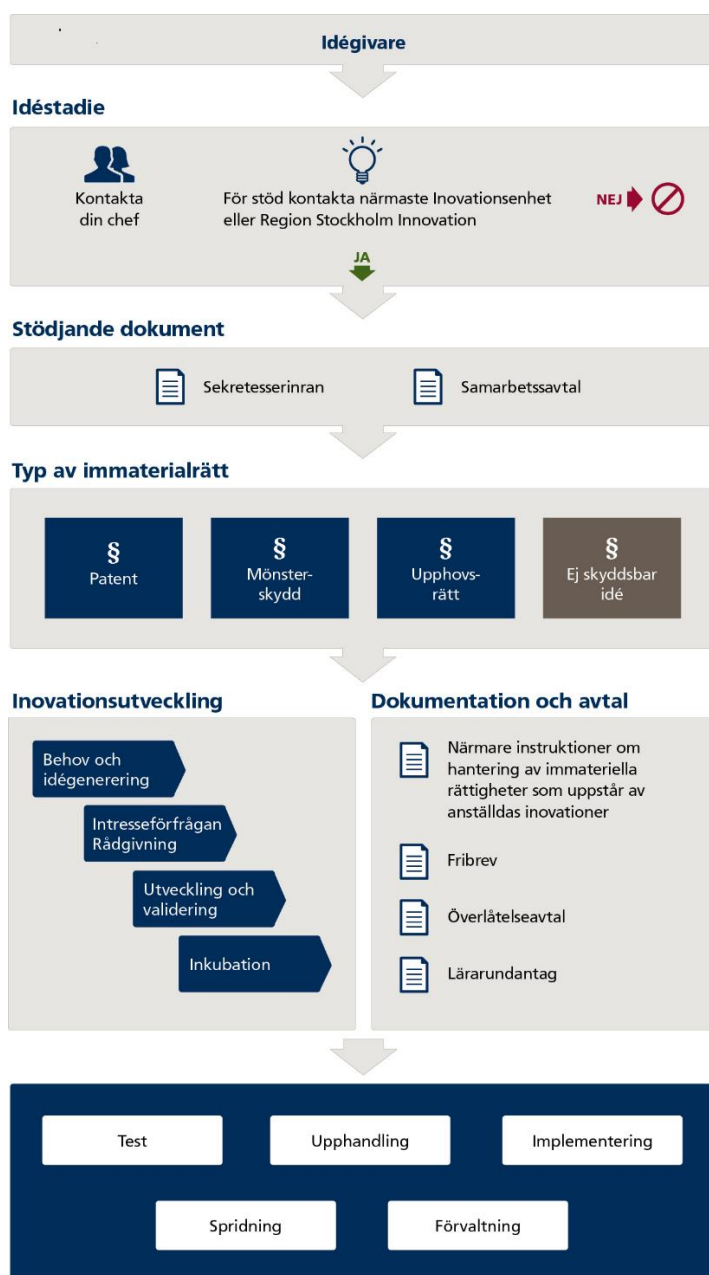 Idégivare
Idéstadie
Kontakta
din chef
För stöd kontakta närmaste Inovationsenhet
eller Region Stockholm Innovation
NEJ
JA
Stödjande dokument
Sekretesserinran
Samarbetssavtal
Typ av immaterialrätt
§
Patent
§
Mönster-
skydd
§
Upphovs-
rätt
§
Ej skyddsbar
idé
Inovationsutveckling
Behov och
idégenerering
Intresseförfrågan
Rådgivning
Utveckling och
validering
Inkubation
Dokumentation och avtal
Närmare instruktioner om
hantering av immateriella
rättigheter som uppstår av
anställdas inovationer
Fribrev
Överlåtelseavtal
Lärarundantag
Test
Upphandling
Implementering
Spridning
Förvaltning